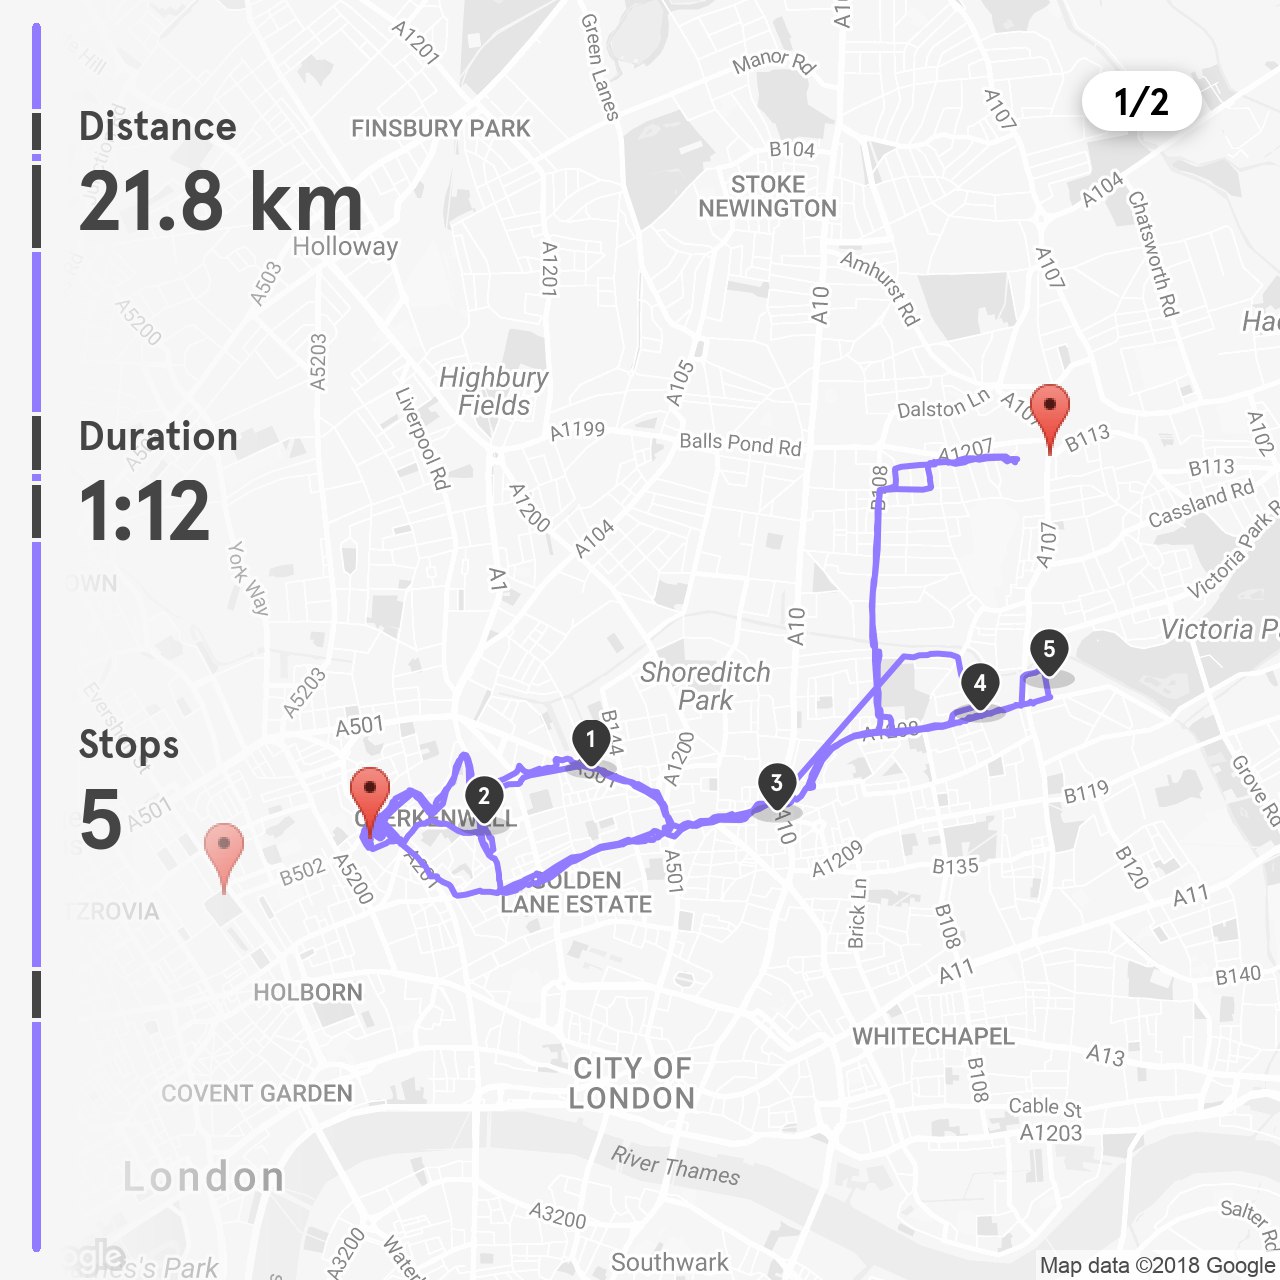 Distance
21.8 km
Duration
1:12
Stops
5
1/2
A1201
Green Lanes
Manor Rd
A10
A107
FINSBURY PARK
B104
STOKE
NEWINGTON
A104
Chatsworth Rd
Holloway
A503
A1201
A10
Amhurst Rd
A107
A5200
A5203
Highbury
Fields
A105
Liverpool Rd
A1199
Balls Pond Rd
Dalston Ln
A1207
B113
A102
B108
B113
Cassland Rd
Victoria Park R
A1200
A104
A107
York Way
A1
OWN
A10
Victoria Pa
Shoreditch
Park
5
4
A5203
A501
B144
A1200
1
A501
A1208
3
2
CLERKENWELL
A10
B119
Grove Rd
A501
B502
A5200
A201
GOLDEN
LANE ESTATE
A501
A1209
B135
B120
A11
TZROVIA
Brick Ln
B108
A11
B140
HOLBORN
WHITECHAPEL
A13
CITY OF
LONDON
B108
COVENT GARDEN
Cable St
A1203
River Thames
London
A3200
A3200
Southwark
Salter Rd
Map data ©2018 Google